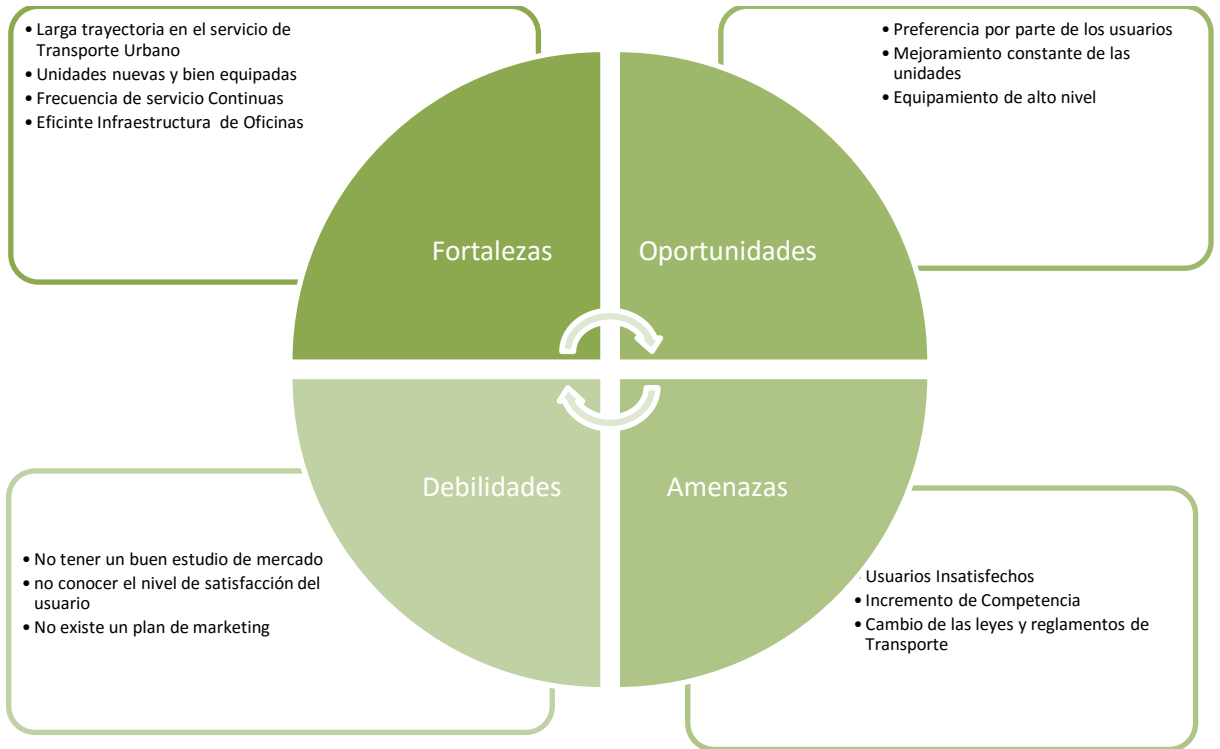 • Larga trayectoria en el servicio de
Transporte Urbano
• Unidades nuevas y bien equipadas
• Frecuencia de servicio Continuas
• Eficinte Infraestructura de Oficinas
• Preferencia por parte de los usuarios
• Mejoramiento constante de las
unidades
• Equipamiento de alto nivel
Fortalezas
Oportunidades
Debilidades
Amenazas
• No tener un buen estudio de mercado
• no conocer el nivel de satisfacción del
usuario
• No existe un plan de marketing
• Usuarios Insatisfechos
• Incremento de Competencia
• Cambio de las leyes y reglamentos de
Transporte